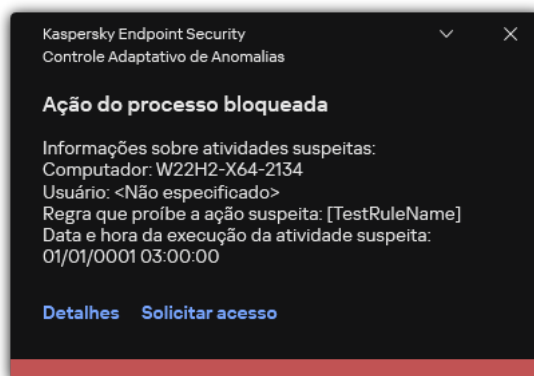 Kaspersky Endpoint Security
Controle Adaptativo de Anomalias
Ação do processo bloqueada
Informações sobre atividades suspeitas:
Computador: W22H2-X64-2134
Usuário: <Não especificado>
Regra que proíbe a ação suspeita: [TestRuleName]
Data e hora da execução da atividade suspeita:
01/01/0001 03:00:00
Detalhes Solicitar acesso